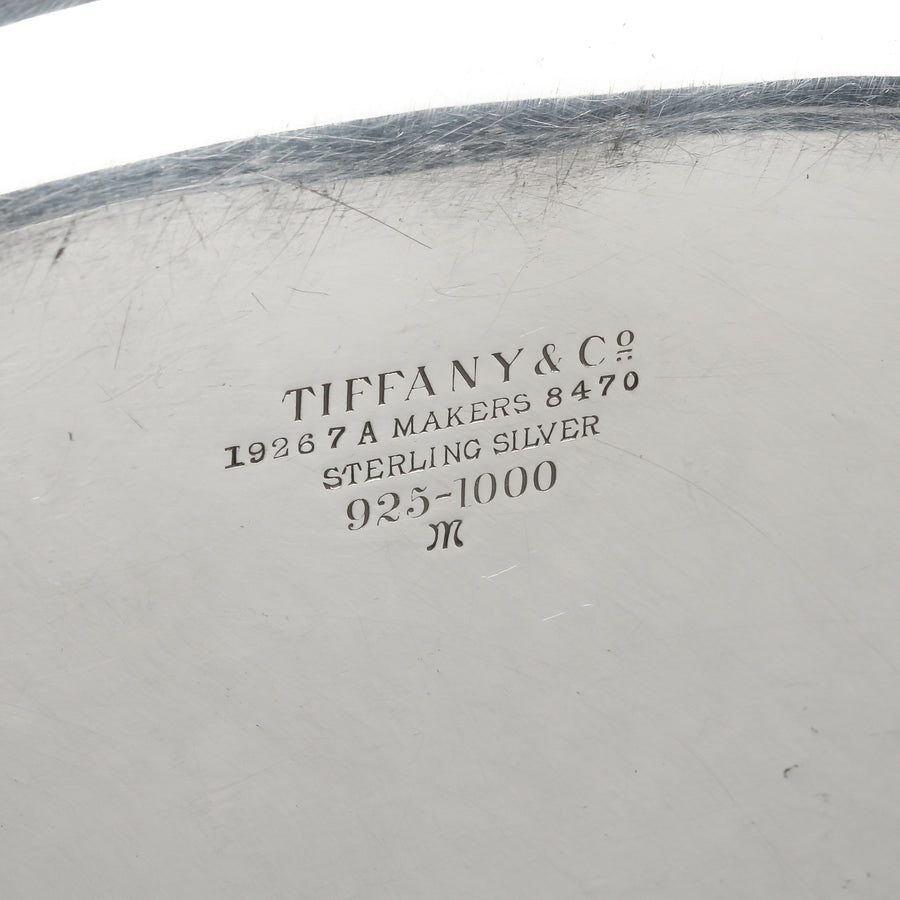 TIFFANY & Cº
19267A MAKERS 8470
STERLING SILVER
925-1000
M